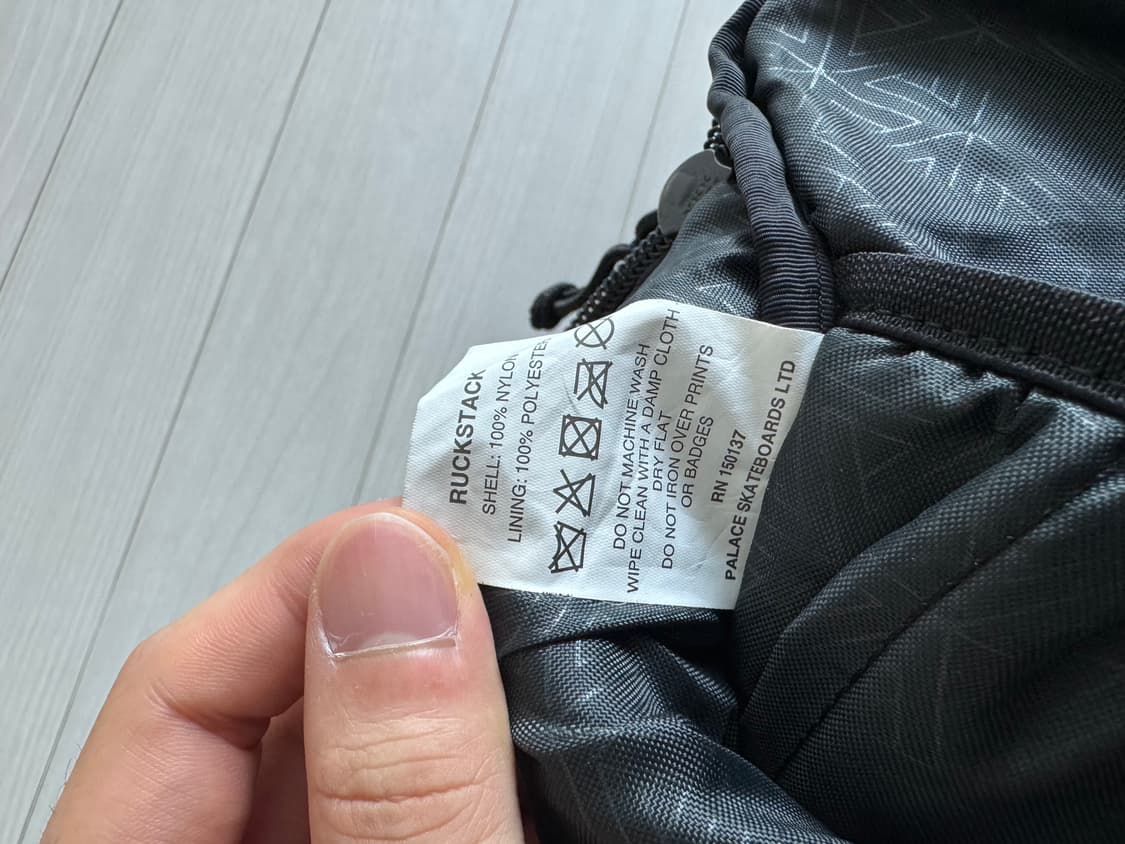 RUCKSTACK
SHELL: 100% NYLON
LINING: 100% POLYESTER
DO NOT MACHINE WASH
WIPE CLEAN WITH A DAMP CLOTH
DRY FLAT
DO NOT IRON OVER PRINTS
OR BADGES
RN 150137
PALACE SKATEBOARDS LTD